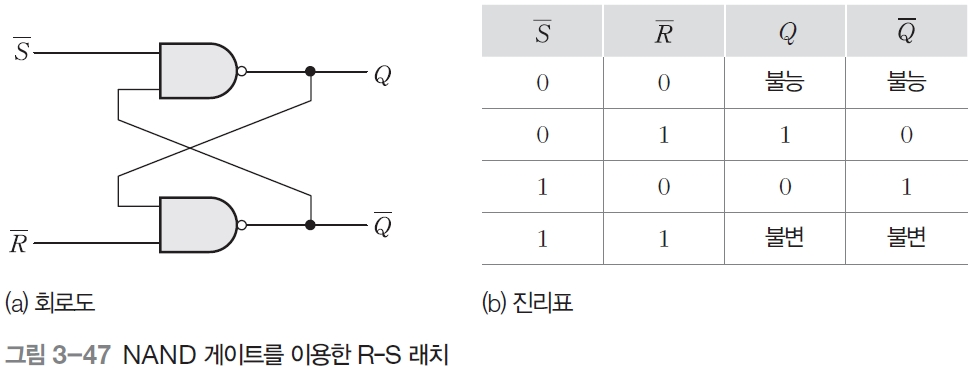 S̅
Q
R̅
Q̅
(a) 회로도
S̅ R̅ Q Q̅
0 0 불능 불능
0 1 1 0
1 0 0 1
1 1 불변 불변
(b) 진리표
그림 3-47 NAND 게이트를 이용한 R-S 래치